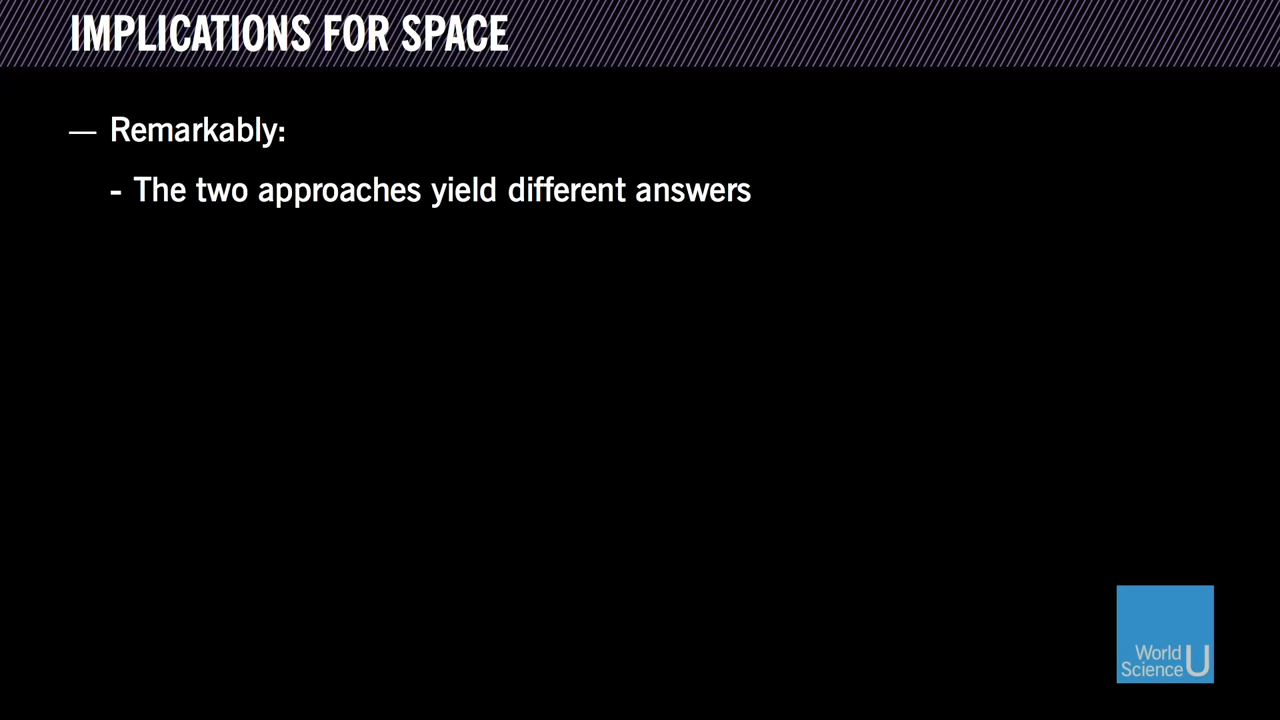 IMPLICATIONS FOR SPACE
— Remarkably:
- The two approaches yield different answers
World
Science U